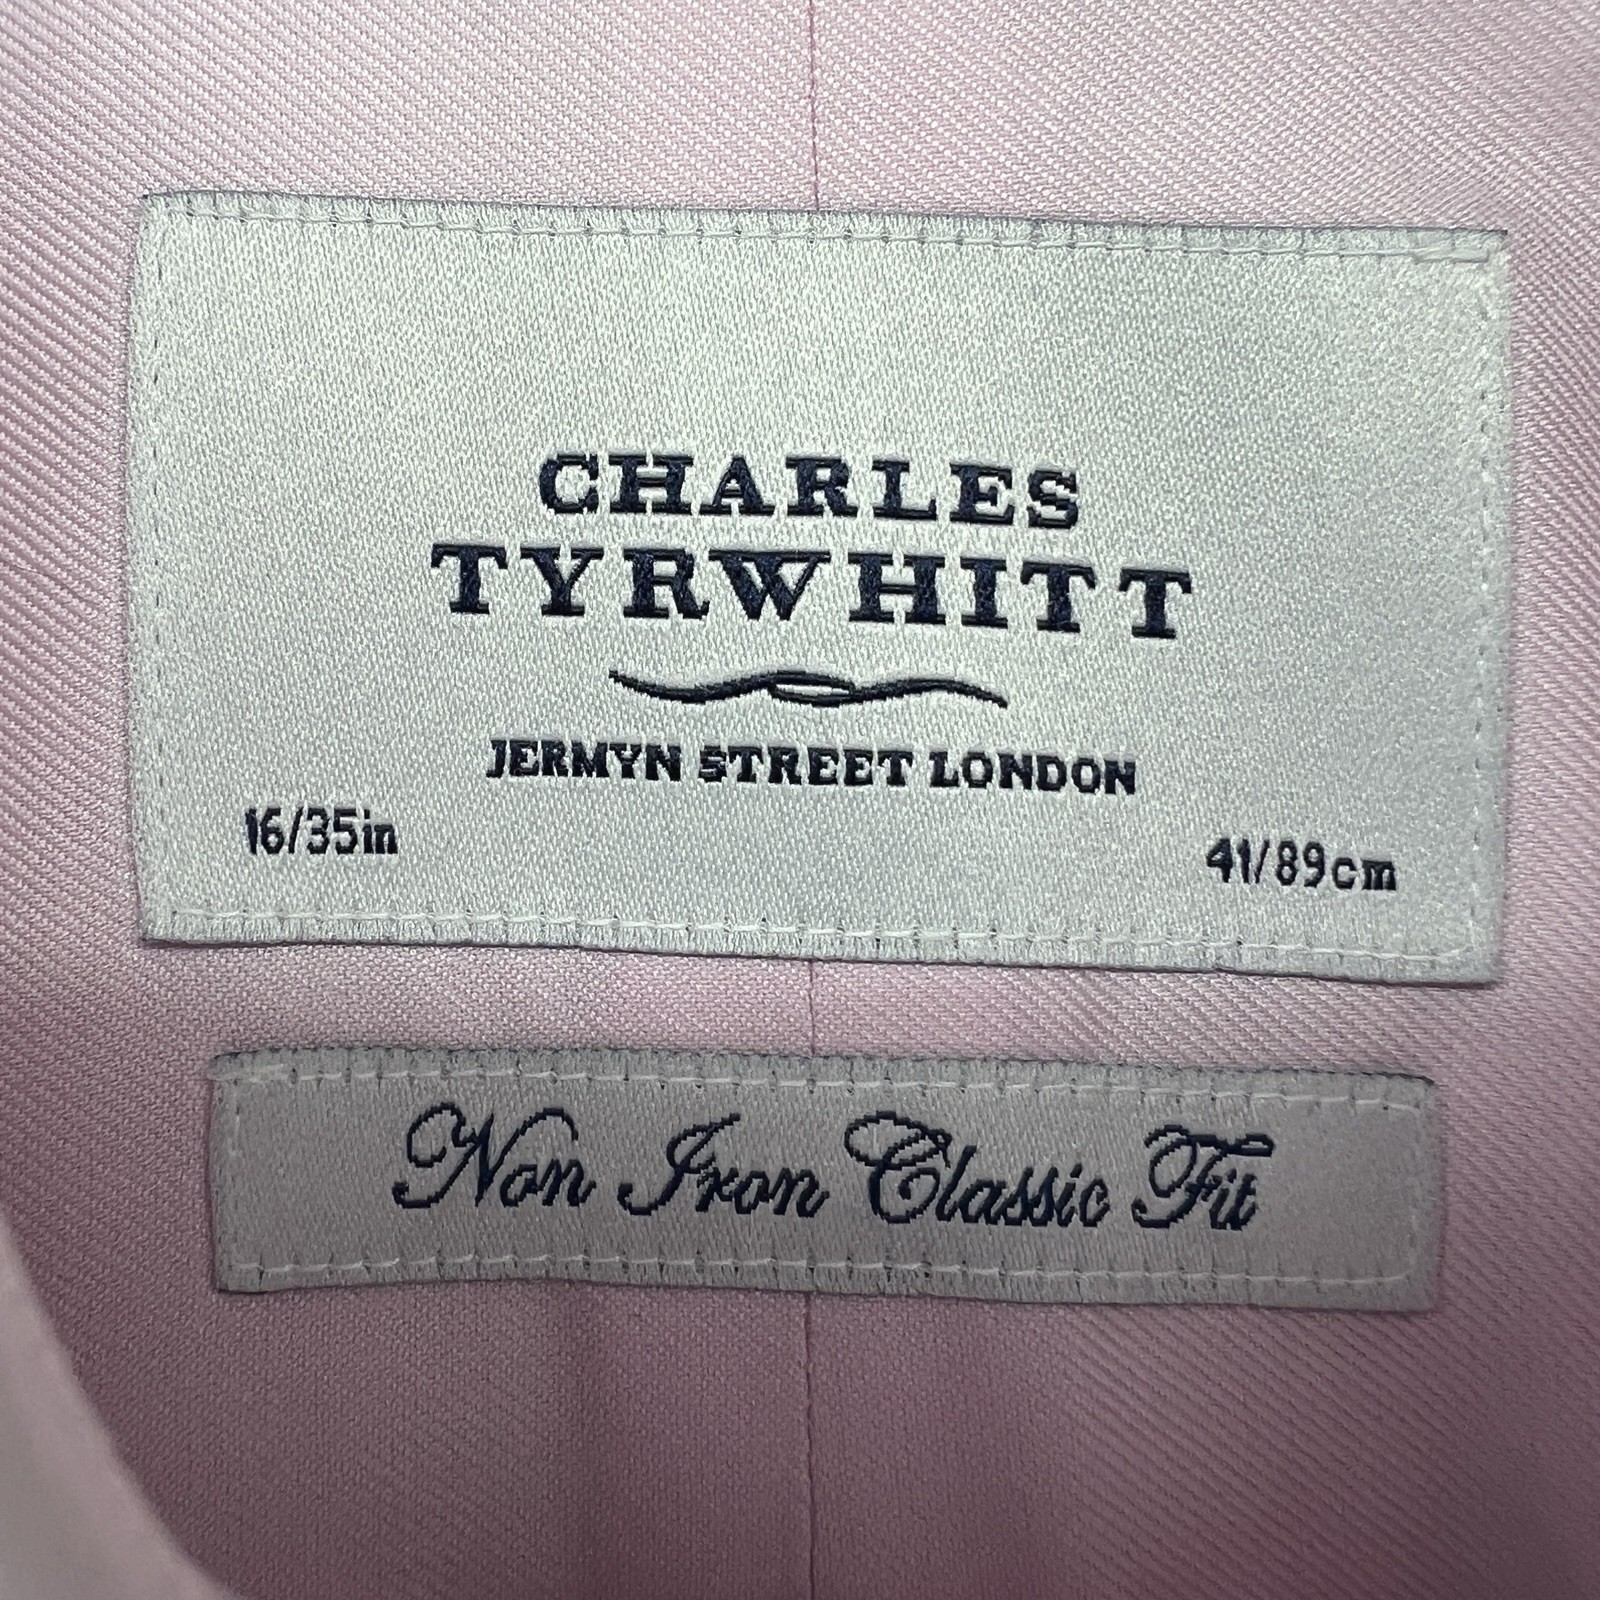 CHARLES
TYRWHITT
JERMYN STREET LONDON
16/35in
41/89cm
Non Iron Classic Fit